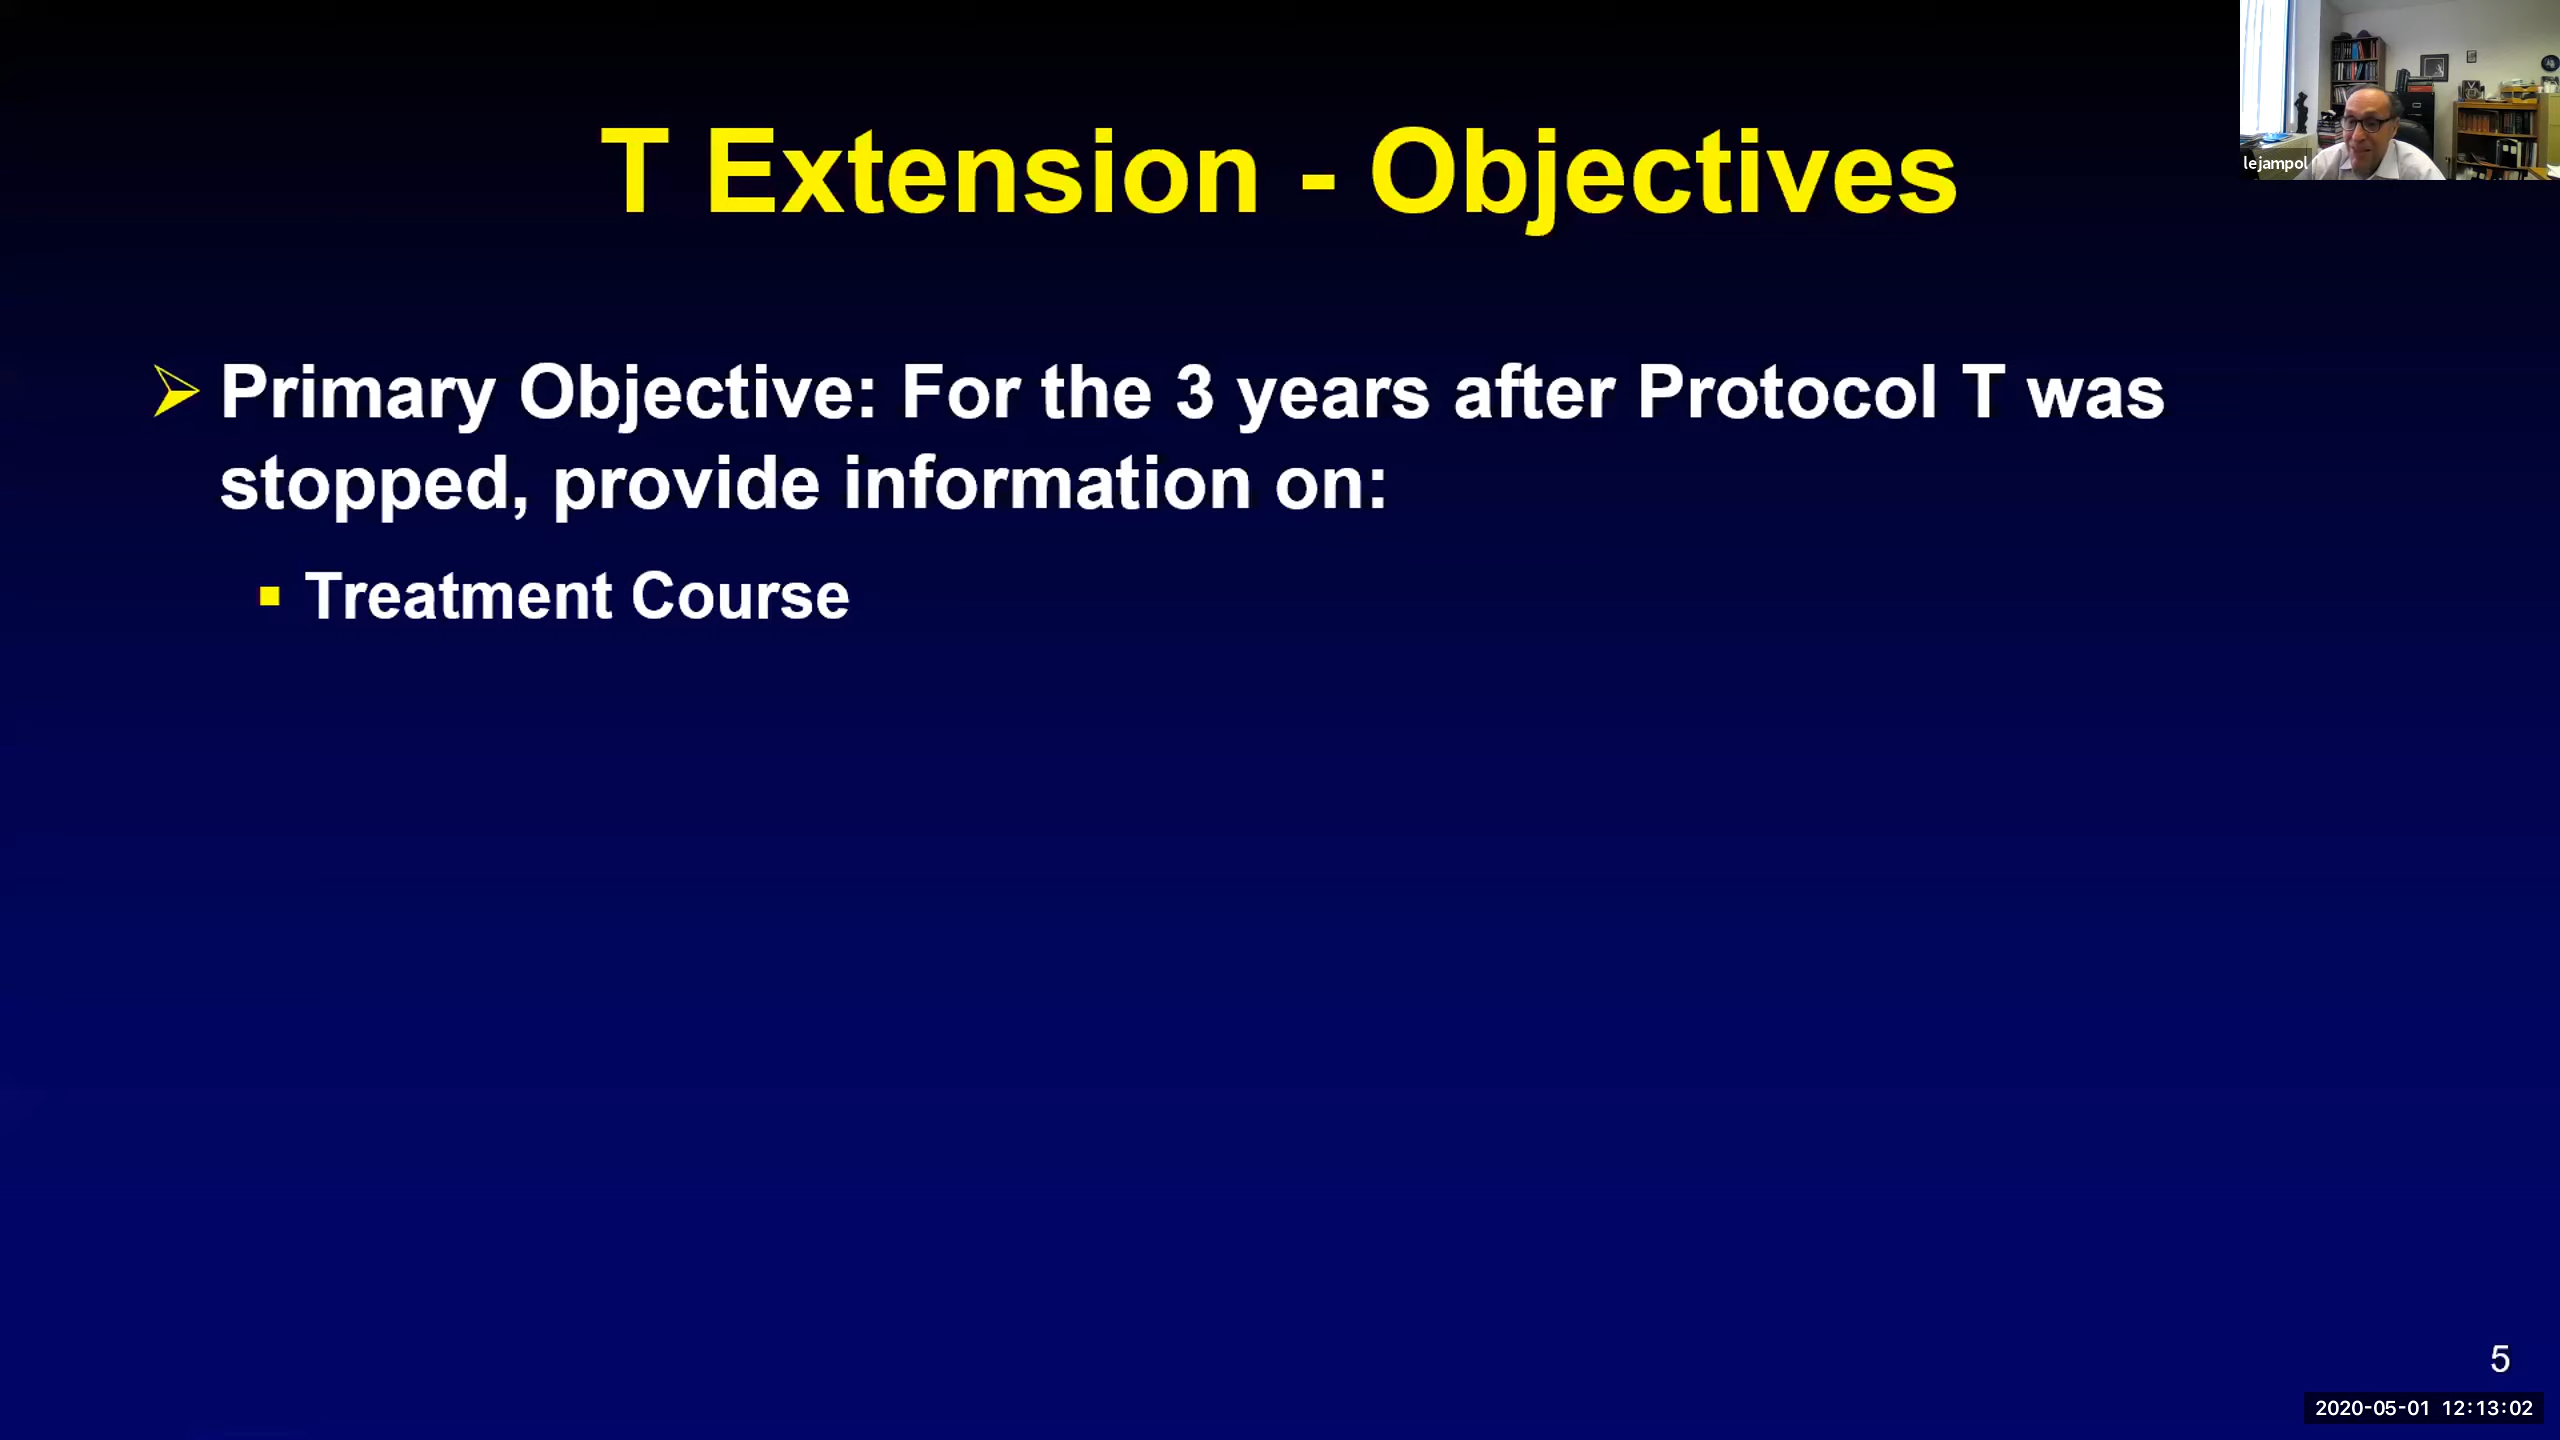 T Extension - Objectives
lejampol
Primary Objective: For the 3 years after Protocol T was
stopped, provide information on:
Treatment Course
5
2020-05-01 12:13:02